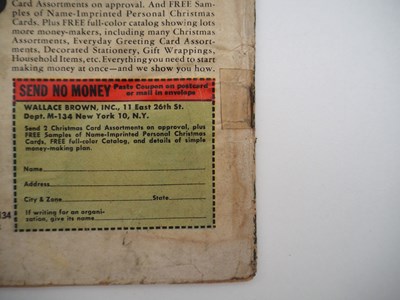 Card Assortments on approval. And FREE Sam-
ples of Name-Imprinted Personal Christmas
Cards. Plus FREE full-color catalog showing lots
more money-makers, including many Christmas
Assortments, Everyday Greeting Card Assort-
ments, Decorated Stationery, Gift Wrappings,
Household Items, etc. Everything you need to start
making money at once—and we show you how.
SEND NO MONEY Paste Coupon on postcard
or mail in envelope
WALLACE BROWN, INC., 11 East 26th St.
Dept. M-134 New York 10, N.Y.
Send 2 Christmas Card Assortments on approval, plus
FREE Samples of Name-Imprinted Personal Christmas
Cards, FREE full-color Catalog, and details of simple
money-making plan.
Name
Address
City & Zone State
If writing for an organi-
zation, give its name
134